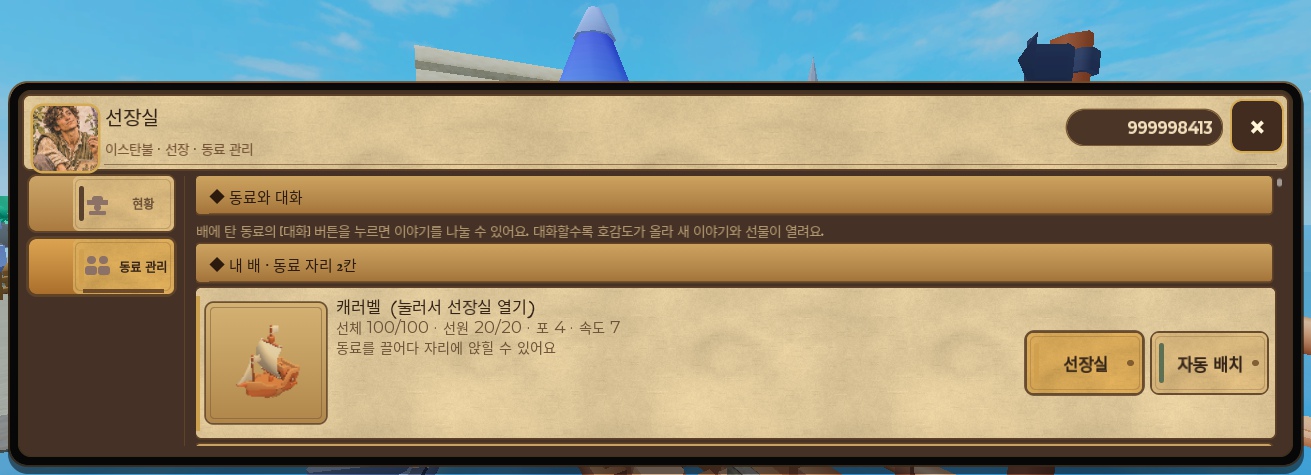 선장실
이스탄불 · 선장 · 동료 관리
999998413
현황
동료 관리
◆ 동료와 대화
배에 탄 동료의 [대화] 버튼을 누르면 이야기를 나눌 수 있어요. 대화할수록 호감도가 올라 새 이야기와 선물이 열려요.
◆ 내 배 · 동료 자리 2칸
캐러벨 (눌러서 선장실 열기)
선체 100/100 · 선원 20/20 · 포 4 · 속도 7
동료를 끌어다 자리에 앉힐 수 있어요
선장실
자동 배치